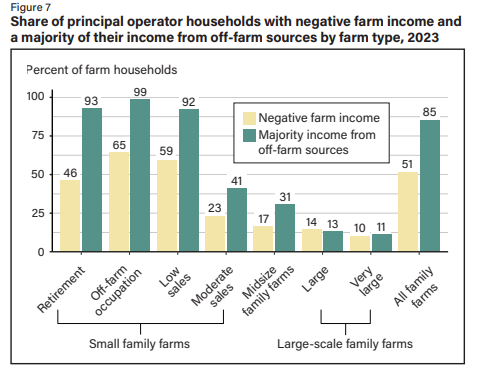 Figure 7
Share of principal operator households with negative farm income and
a majority of their income from off-farm sources by farm type, 2023
Percent of farm households
100
75
50
25
0
Negative farm income
Majority income from
off-farm sources
46
93
65
99
59
92
23
41
17
31
14
13
10
11
51
85
Retirement
Off-farm
occupation
Low
sales
Moderate
sales
Midsize
family farms
Large
Very
large
All family
farms
Small family farms
Large-scale family farms